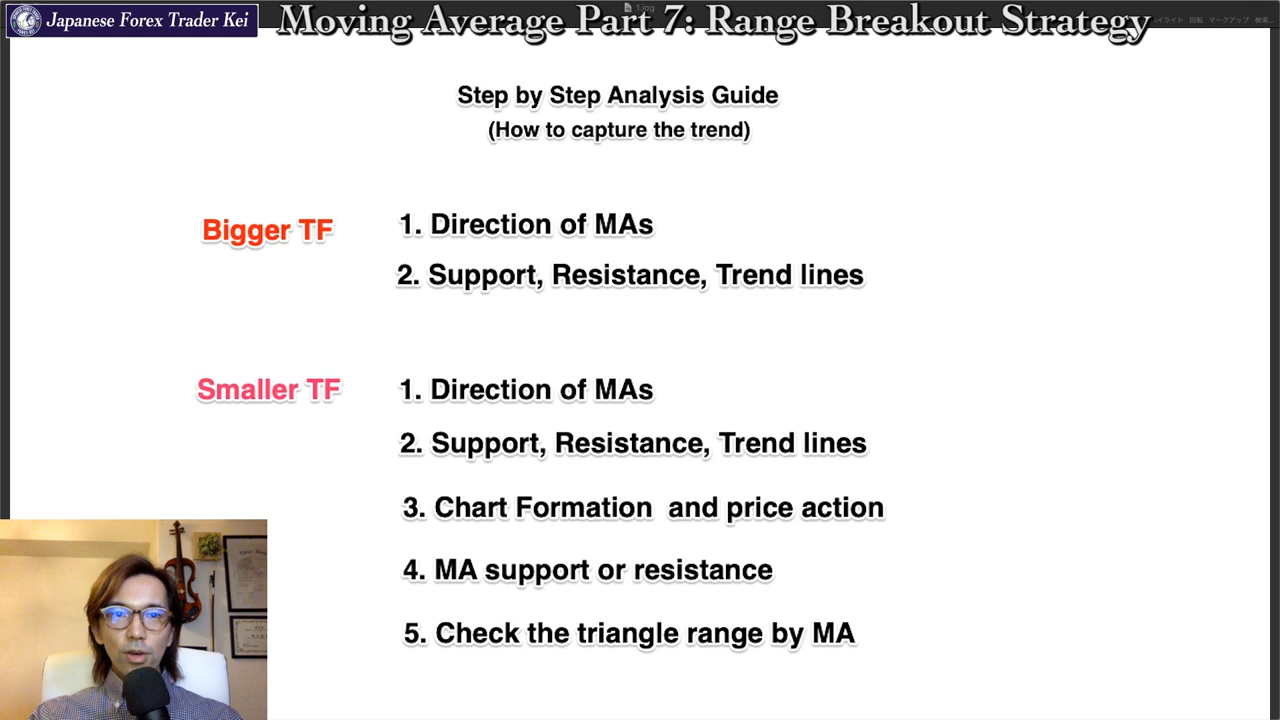 Japanese Forex Trader Kei
Moving Average Part 7: Range Breakout Strategy
Step by Step Analysis Guide
(How to capture the trend)
Bigger TF
1. Direction of MAs
2. Support, Resistance, Trend lines
Smaller TF
1. Direction of MAs
2. Support, Resistance, Trend lines
3. Chart Formation and price action
4. MA support or resistance
5. Check the triangle range by MA